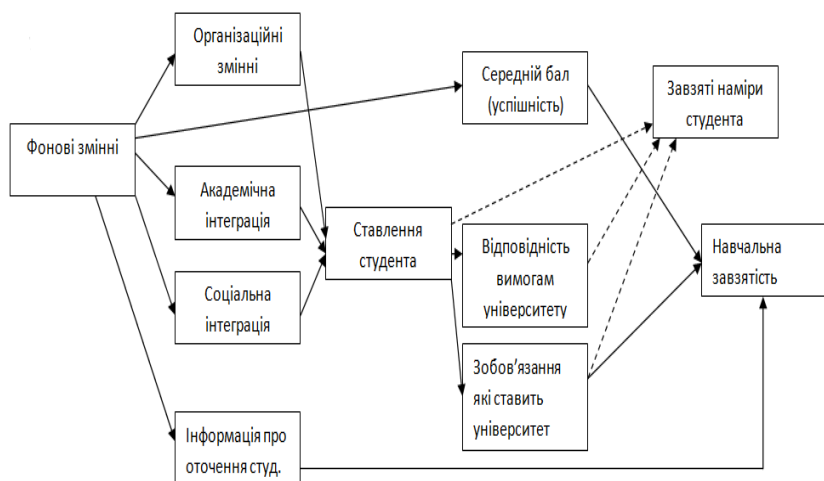 Організаційні
змінні
Середній бал
(успішність)
Завзяті наміри
студента
Фонові змінні
Академічна
інтеграція
Ставлення
студента
Відповідність
вимогам
університету
Навчальна
завзятість
Соціальна
інтеграція
Зобов'язання
які ставить
університет
Інформація про
оточення студ.